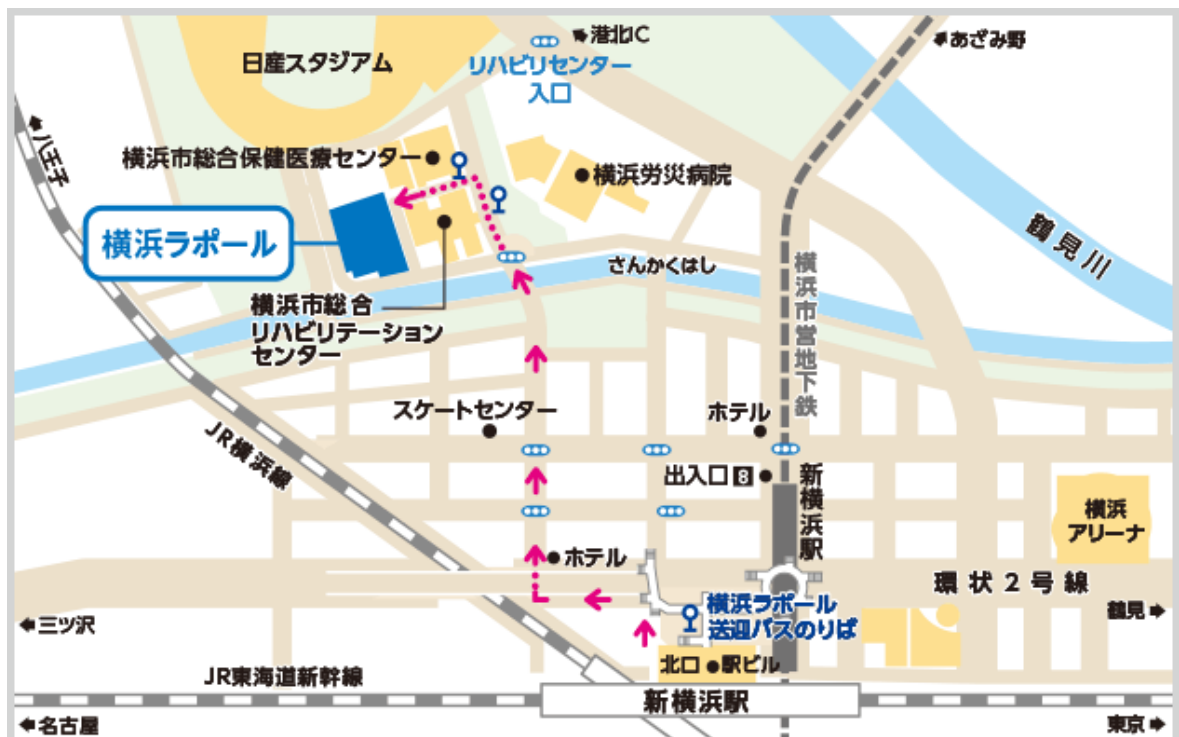 港北IC
あざみ野
日産スタジアム
リハビリセンター
入口
八王子
横浜市総合保健医療センター
横浜労災病院
鶴見川
横浜ラポール
さんかくはし
横浜市営地下鉄
横浜市総合
リハビリテーション
センター
スケートセンター
ホテル
JR横浜線
出入口8
新横浜駅
横浜
アリーナ
ホテル
環状2号線
横浜ラポール
送迎バスのりば
鶴見
三ツ沢
北口
駅ビル
JR東海道新幹線
新横浜駅
名古屋
東京